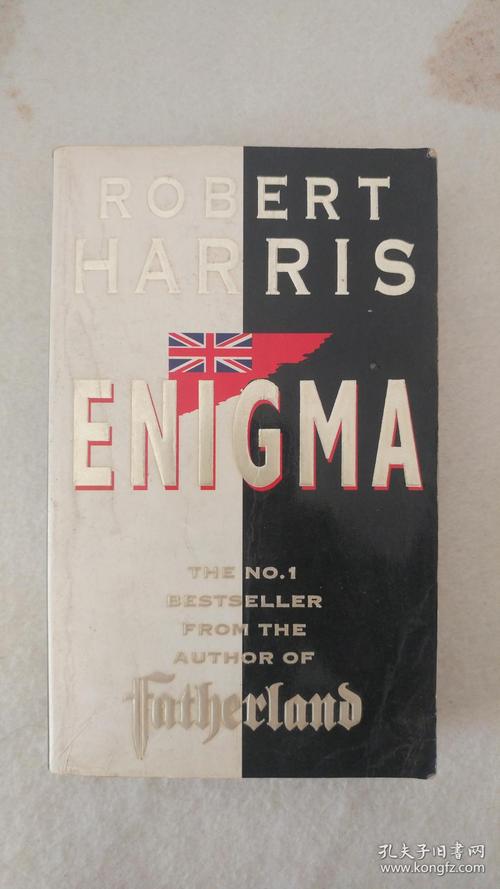 ROBERT
HARRIS
ENIGMA
THE NO.1
BESTSELLER
FROM THE
AUTHOR OF
Fatherland
孔夫子旧书网
www.kongfz.com